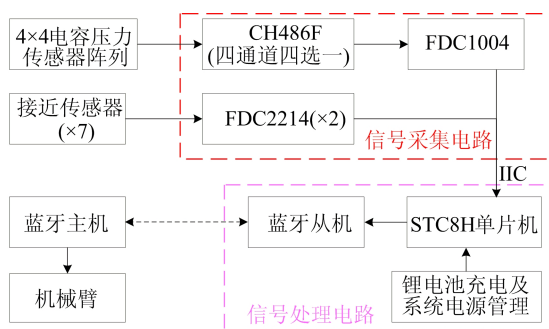 4×4电容压力
传感器阵列
CH486F
(四通道四选一)
FDC1004
接近传感器
(×7)
FDC2214(×2)
信号采集电路
IIC
蓝牙主机
蓝牙从机
STC8H单片机
机械臂
锂电池充电及
系统电源管理
信号处理电路